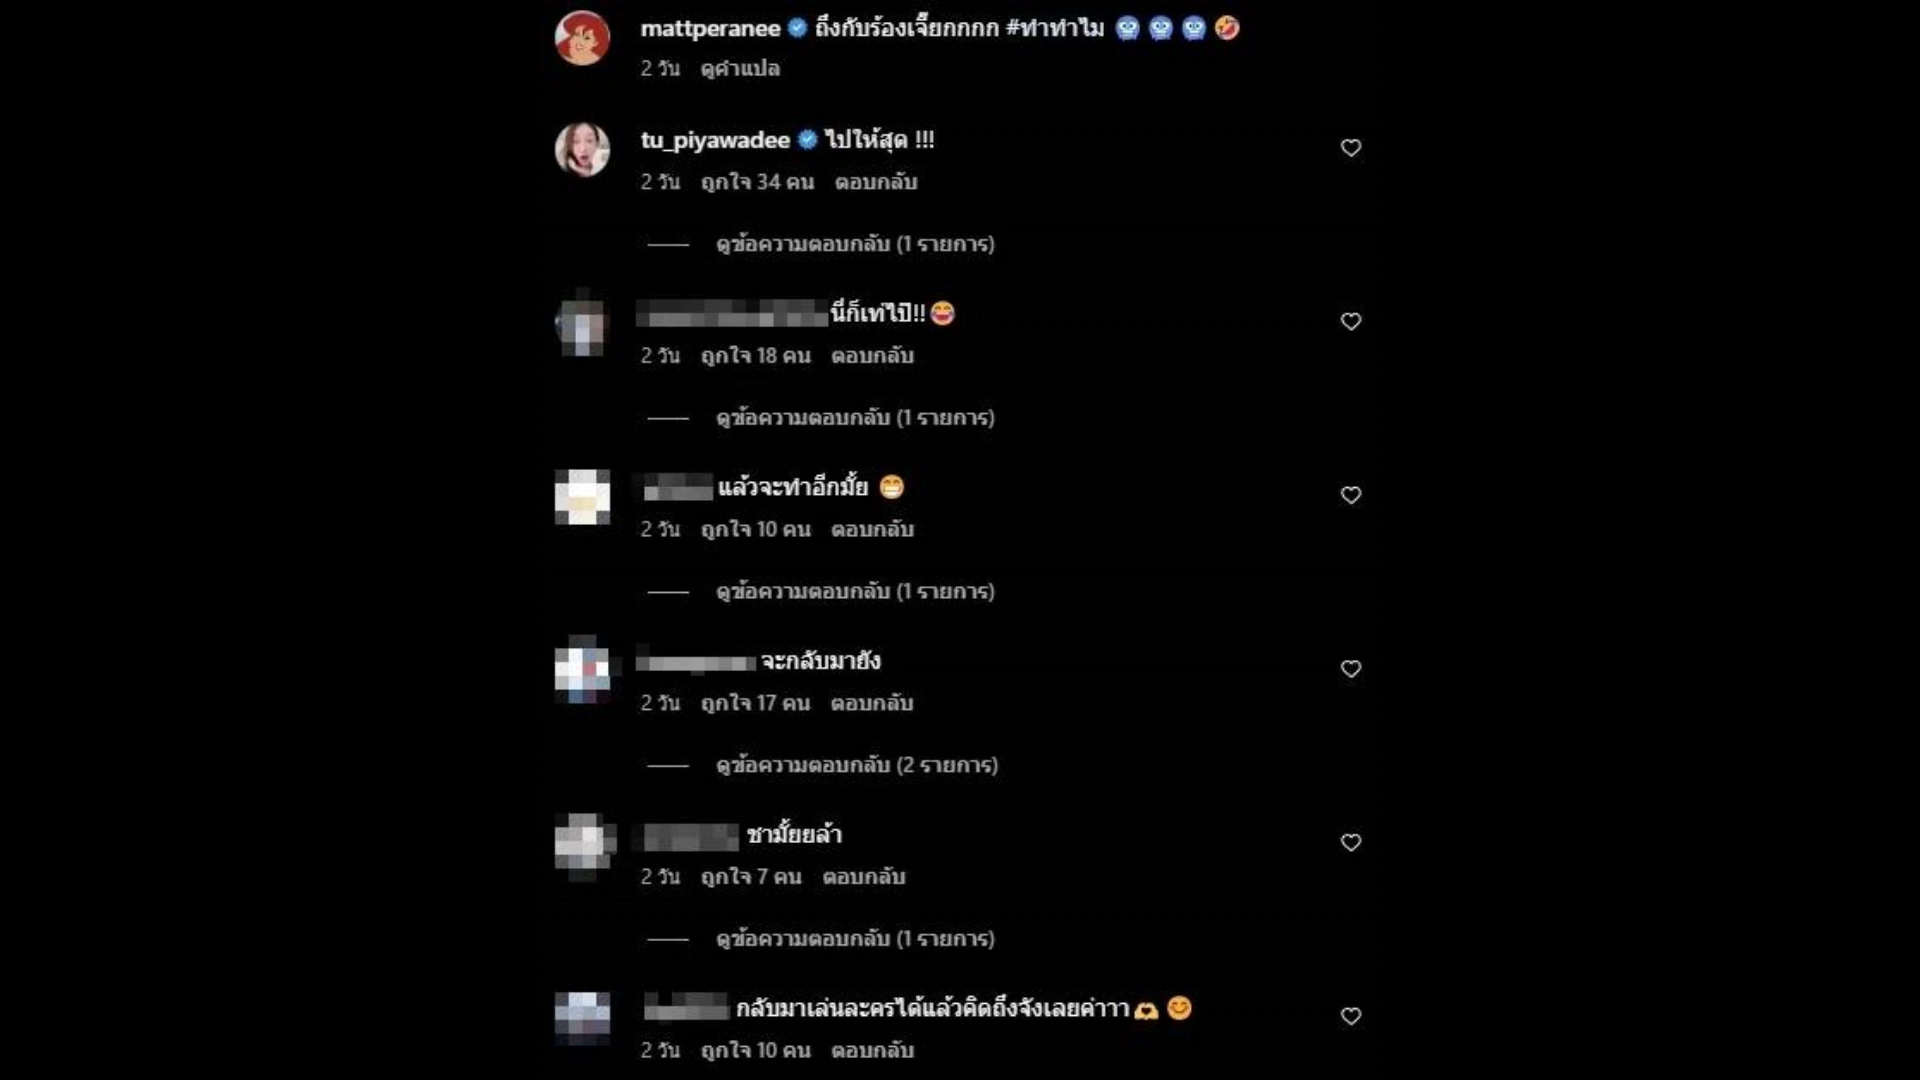 mattperanee ถึงกับร้องเจี๊ยกกกก #ทำทำไม 🥶🥶🥶🤣
2 วัน ดูคำแปล
tu_piyawadee ไปให้สุด !!!
2 วัน ถูกใจ 34 คน ตอบกลับ
ดูข้อความตอบกลับ (1 รายการ)
นี่ก็เท่ไป๊!!😂
2 วัน ถูกใจ 18 คน ตอบกลับ
ดูข้อความตอบกลับ (1 รายการ)
แล้วจะทำอีกมั้ย 😁
2 วัน ถูกใจ 10 คน ตอบกลับ
ดูข้อความตอบกลับ (1 รายการ)
จะกลับมายัง
2 วัน ถูกใจ 17 คน ตอบกลับ
ดูข้อความตอบกลับ (2 รายการ)
ชามั้ยยล้า
2 วัน ถูกใจ 7 คน ตอบกลับ
ดูข้อความตอบกลับ (1 รายการ)
กลับมาเล่นละครได้แล้วคิดถึงจังเลยค่าาา🫶😊
2 วัน ถูกใจ 10 คน ตอบกลับ